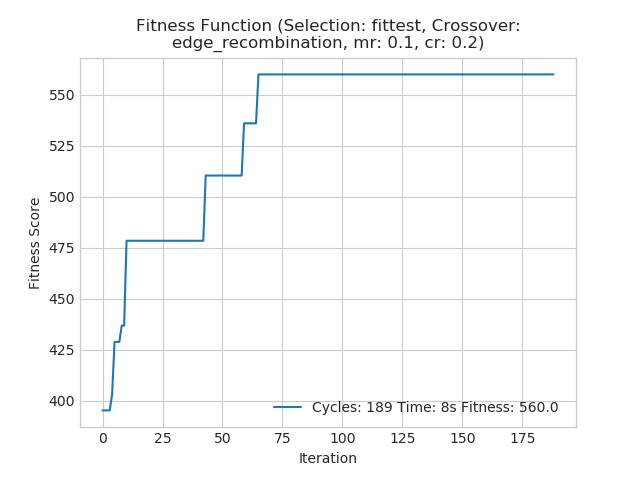 Fitness Function (Selection: fittest, Crossover:
edge_recombination, mr: 0.1, cr: 0.2)
Fitness Score
550
525
500
475
450
425
400
Cycles: 189 Time: 8s Fitness: 560.0
0 25 50 75 100 125 150 175
Iteration